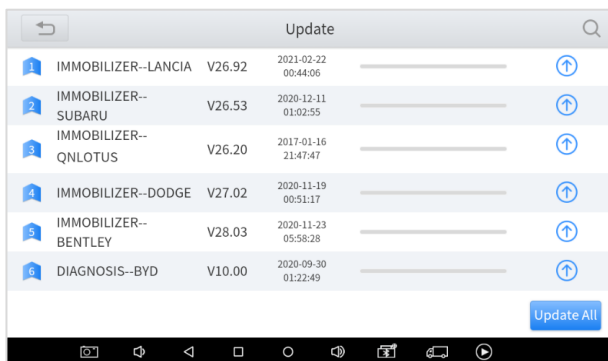 Update
1 IMMOBILIZER--LANCIA V26.92 2021-02-22
00:44:06
2 IMMOBILIZER--
SUBARU V26.53 2020-12-11
01:02:55
3 IMMOBILIZER--
QNLOTUS V26.20 2017-01-16
21:47:47
4 IMMOBILIZER--DODGE V27.02 2020-11-19
00:51:17
5 IMMOBILIZER--
BENTLEY V28.03 2020-11-23
05:58:28
6 DIAGNOSIS--BYD V10.00 2020-09-30
01:22:49
Update All